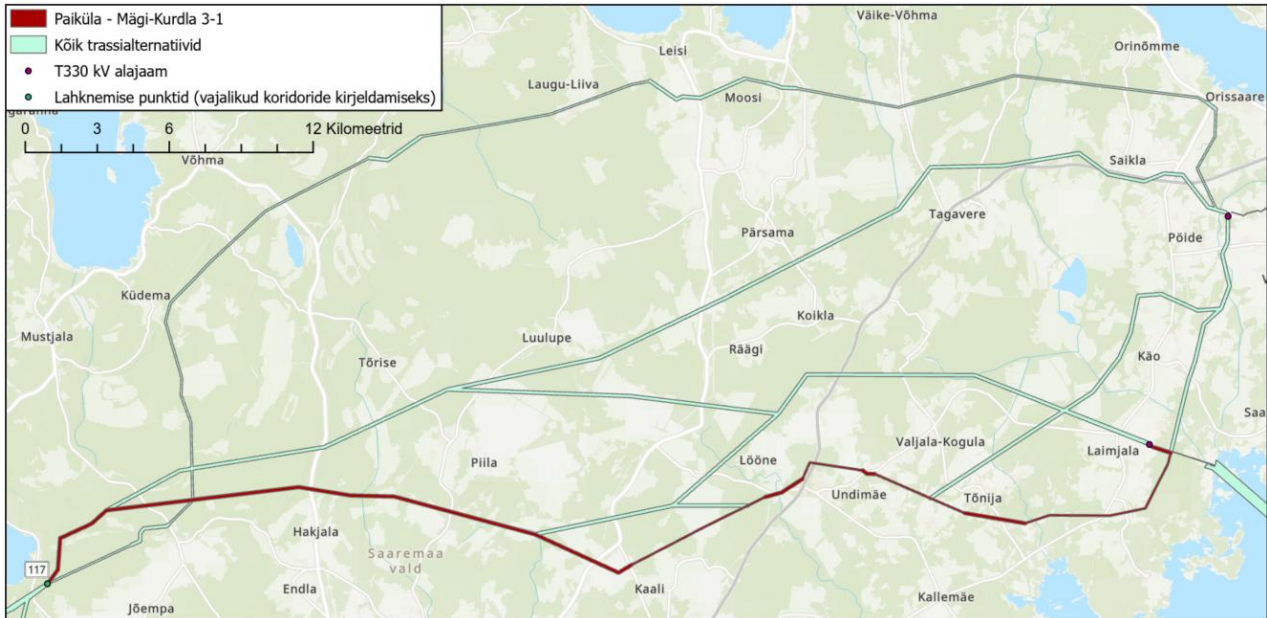 Paiküla - Mägi-Kurdla 3-1
Kõik trassialternatiivid
T330 kV alajaam
Lahknemise punktid (vajalikud koridoride kirjeldamiseks)
0 3 6 12 Kilomeetrid
Väike-Võhma
Leisi
Orinõmme
Laugu-Liiva
Moosi
Orissaare
Võhma
Saikla
Tagavere
Pärsama
Pöide
Küdema
Koikla
Mustjala
Luulupe
Räägi
Tõrise
Käo
Valjala-Kogula
Laimjala
Lööne
Piila
Undimäe
Tõnija
Hakjala
Saaremaa
vald
117
Endla
Kaali
Kallemäe
Jõempa